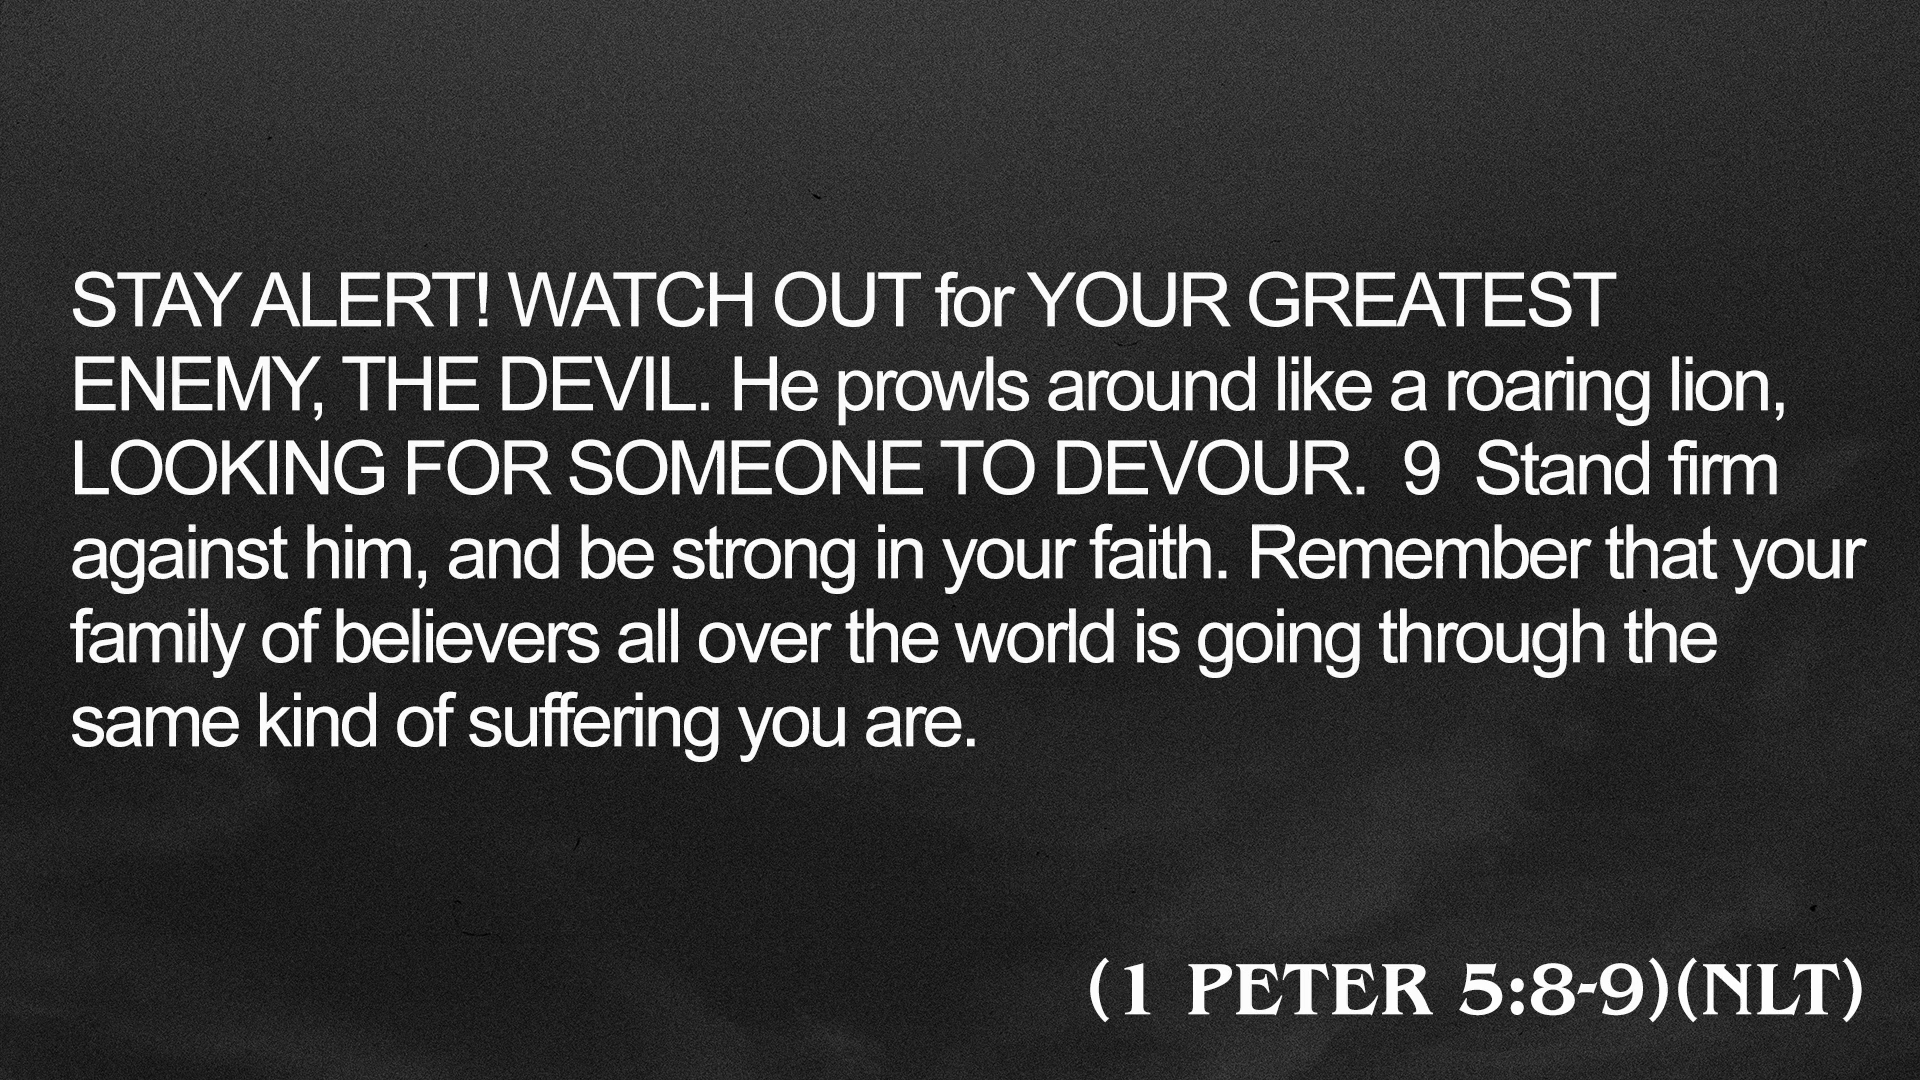 STAY ALERT! WATCH OUT for YOUR GREATEST
ENEMY, THE DEVIL. He prowls around like a roaring lion,
LOOKING FOR SOMEONE TO DEVOUR.  9  Stand firm
against him, and be strong in your faith. Remember that your
family of believers all over the world is going through the
same kind of suffering you are.
(1 PETER 5:8-9)(NLT)